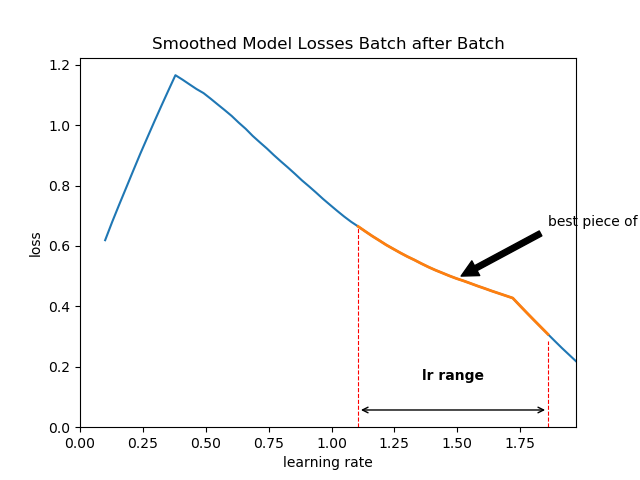 Smoothed Model Losses Batch after Batch
1.2
1.0
0.8
0.6
0.4
0.2
0.0
loss
best piece of
lr range
0.00 0.25 0.50 0.75 1.00 1.25 1.50 1.75
learning rate